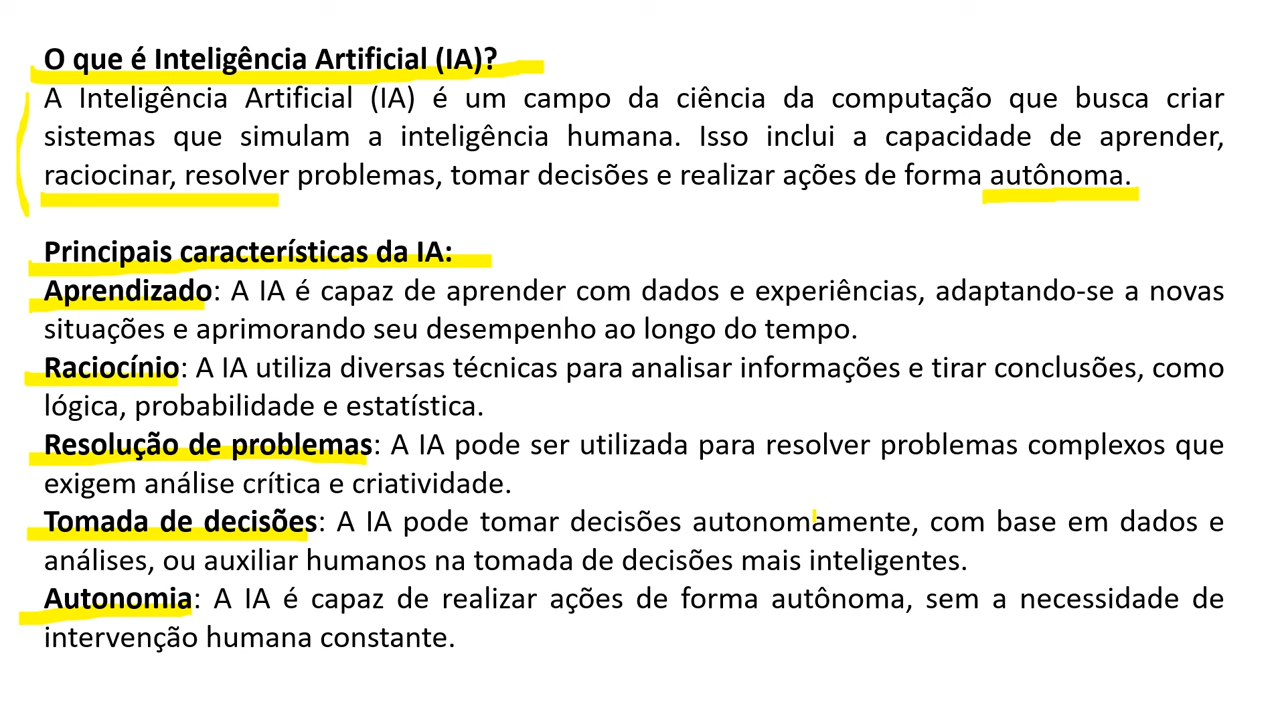 O que é Inteligência Artificial (IA)?
A Inteligência Artificial (IA) é um campo da ciência da computação que busca criar
sistemas que simulam a inteligência humana. Isso inclui a capacidade de aprender,
raciocinar, resolver problemas, tomar decisões e realizar ações de forma autônoma.
Principais características da IA:
Aprendizado: A IA é capaz de aprender com dados e experiências, adaptando-se a novas
situações e aprimorando seu desempenho ao longo do tempo.
Raciocínio: A IA utiliza diversas técnicas para analisar informações e tirar conclusões, como
lógica, probabilidade e estatística.
Resolução de problemas: A IA pode ser utilizada para resolver problemas complexos que
exigem análise crítica e criatividade.
Tomada de decisões: A IA pode tomar decisões autonomamente, com base em dados e
análises, ou auxiliar humanos na tomada de decisões mais inteligentes.
Autonomia: A IA é capaz de realizar ações de forma autônoma, sem a necessidade de
intervenção humana constante.